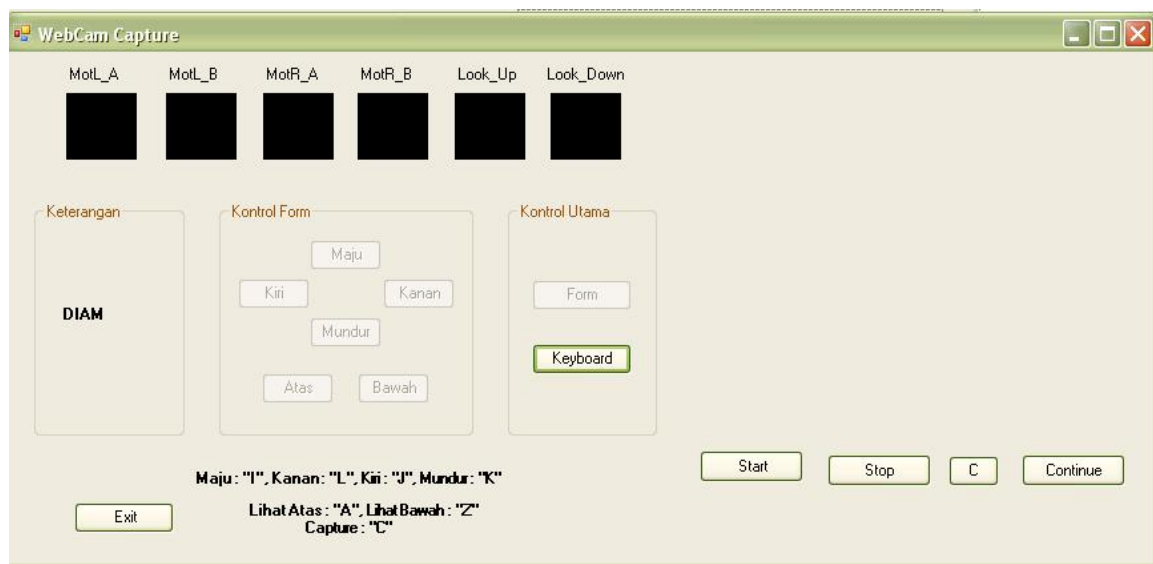 WebCam Capture
MotL_A MotL_B MotR_A MotR_B Look_Up Look_Down
Keterangan
DIAM
Kontrol Form
Maju
Kiri Kanan
Mundur
Atas Bawah
Kontrol Utama
Form
Keyboard
Start Stop C Continue
Maju : "I", Kanan : "L", Kiri : "J", Mundur : "K"
Lihat Atas : "A", Lihat Bawah : "Z"
Capture : "C"
Exit